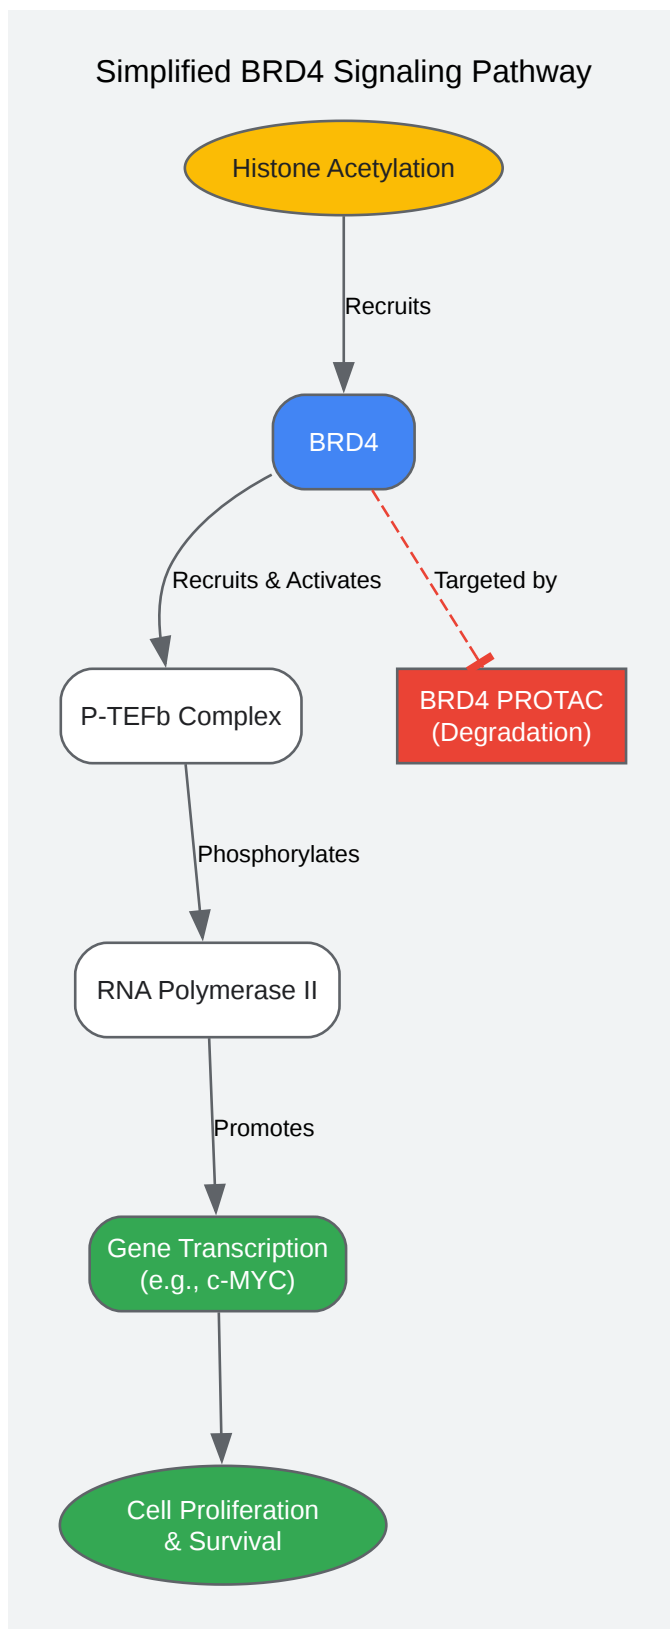 Simplified BRD4 Signaling Pathway
Histone Acetylation
Recruits
BRD4
Recruits & Activates
Targeted by
P-TEFb Complex
BRD4 PROTAC
(Degradation)
Phosphorylates
RNA Polymerase II
Promotes
Gene Transcription
(e.g., c-MYC)
Cell Proliferation
& Survival